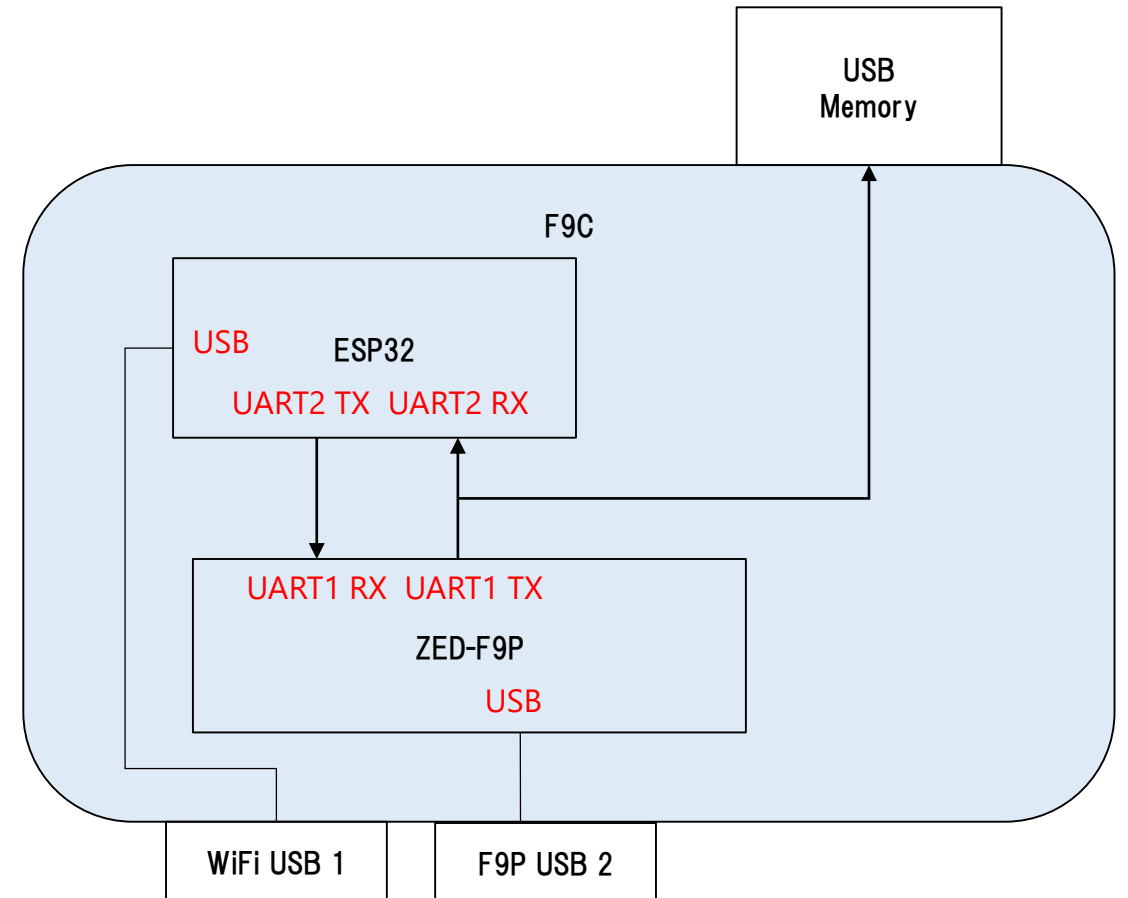 USB
Memory
F9C
USB
ESP32
UART2 TX UART2 RX
UART1 RX UART1 TX
ZED-F9P
USB
WiFi USB 1
F9P USB 2